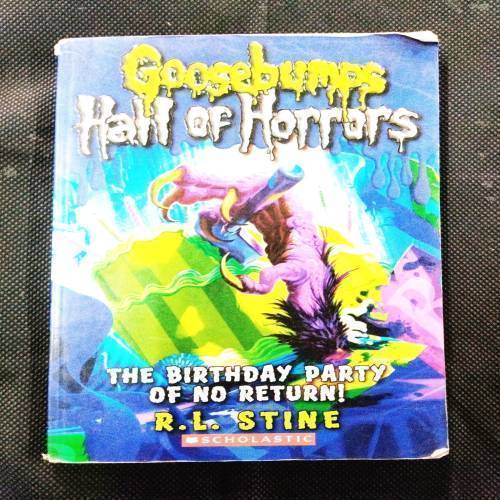 Goosebumps
Hall of Horrors
THE BIRTHDAY PARTY
OF NO RETURN!
R.L. STINE
SCHOLASTIC